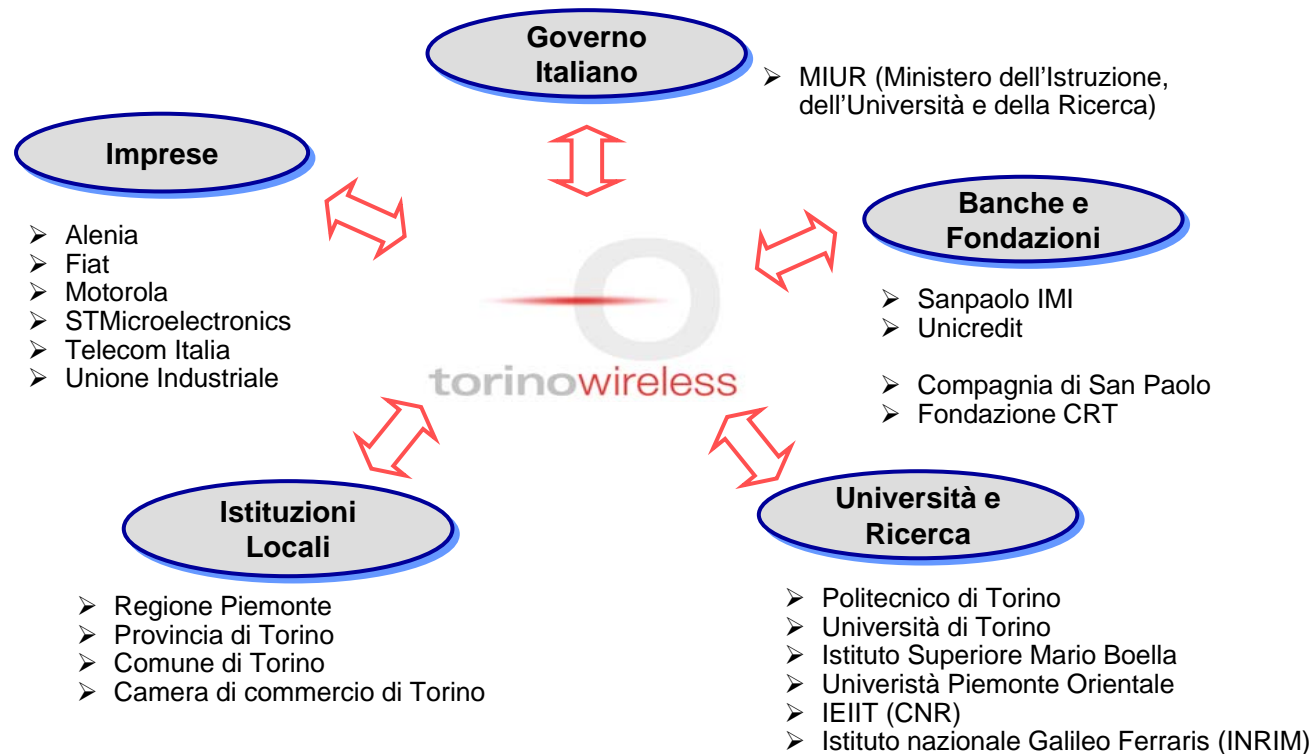 Governo
Italiano
➢ MIUR (Ministero dell'Istruzione,
dell'Università e della Ricerca)
Imprese
➢ Alenia
➢ Fiat
➢ Motorola
➢ STMicroelectronics
➢ Telecom Italia
➢ Unione Industriale
Banche e
Fondazioni
➢ Sanpaolo IMI
➢ Unicredit
➢ Compagnia di San Paolo
➢ Fondazione CRT
torinowireless
Istituzioni
Locali
➢ Regione Piemonte
➢ Provincia di Torino
➢ Comune di Torino
➢ Camera di commercio di Torino
Università e
Ricerca
➢ Politecnico di Torino
➢ Università di Torino
➢ Istituto Superiore Mario Boella
➢ Univeristà Piemonte Orientale
➢ IEIIT (CNR)
➢ Istituto nazionale Galileo Ferraris (INRIM)